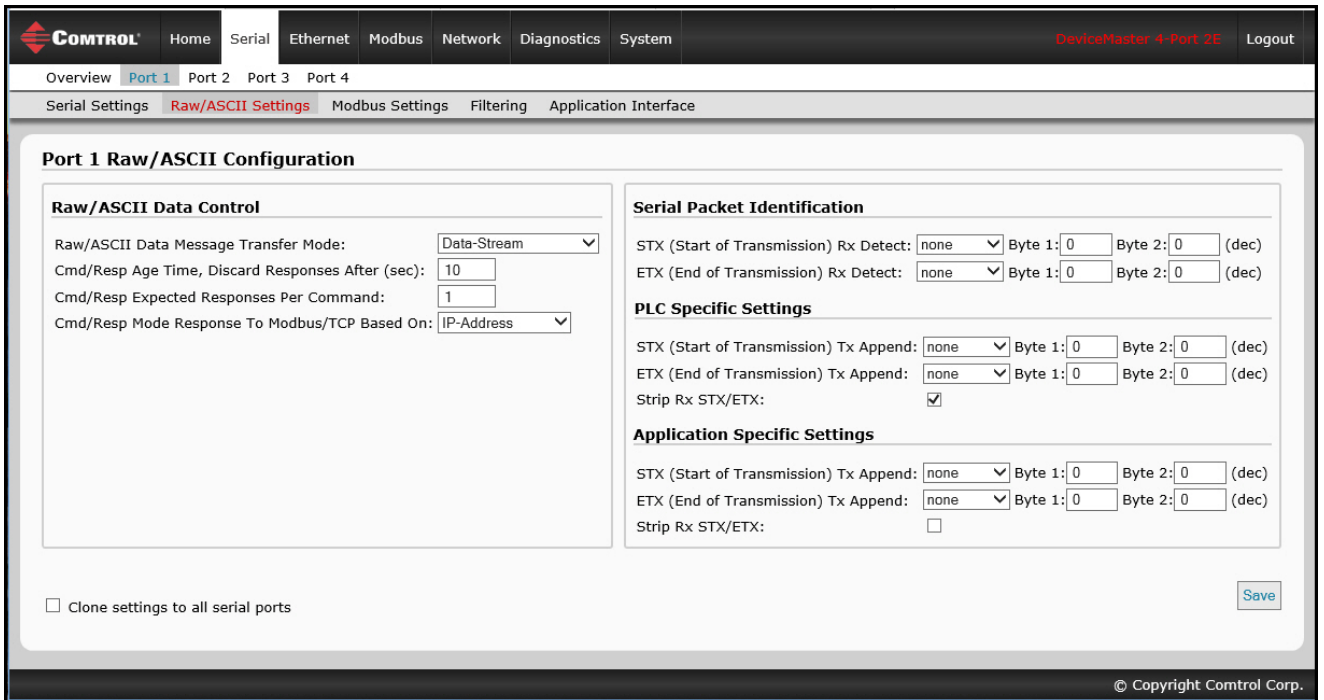 COMTROL Home Serial Ethernet Modbus Network Diagnostics System DeviceMaster 4-Port 2E Logout
Overview Port 1 Port 2 Port 3 Port 4
Serial Settings Raw/ASCII Settings Modbus Settings Filtering Application Interface
Port 1 Raw/ASCII Configuration
Raw/ASCII Data Control
Raw/ASCII Data Message Transfer Mode: Data-Stream
Cmd/Resp Age Time, Discard Responses After (sec): 10
Cmd/Resp Expected Responses Per Command: 1
Cmd/Resp Mode Response To Modbus/TCP Based On: IP-Address
Serial Packet Identification
STX (Start of Transmission) Rx Detect: none Byte 1: 0 Byte 2: 0 (dec)
ETX (End of Transmission) Rx Detect: none Byte 1: 0 Byte 2: 0 (dec)
PLC Specific Settings
STX (Start of Transmission) Tx Append: none Byte 1: 0 Byte 2: 0 (dec)
ETX (End of Transmission) Tx Append: none Byte 1: 0 Byte 2: 0 (dec)
Strip Rx STX/ETX:
Application Specific Settings
STX (Start of Transmission) Tx Append: none Byte 1: 0 Byte 2: 0 (dec)
ETX (End of Transmission) Tx Append: none Byte 1: 0 Byte 2: 0 (dec)
Strip Rx STX/ETX:
Clone settings to all serial ports
Save
© Copyright Comtrol Corp.